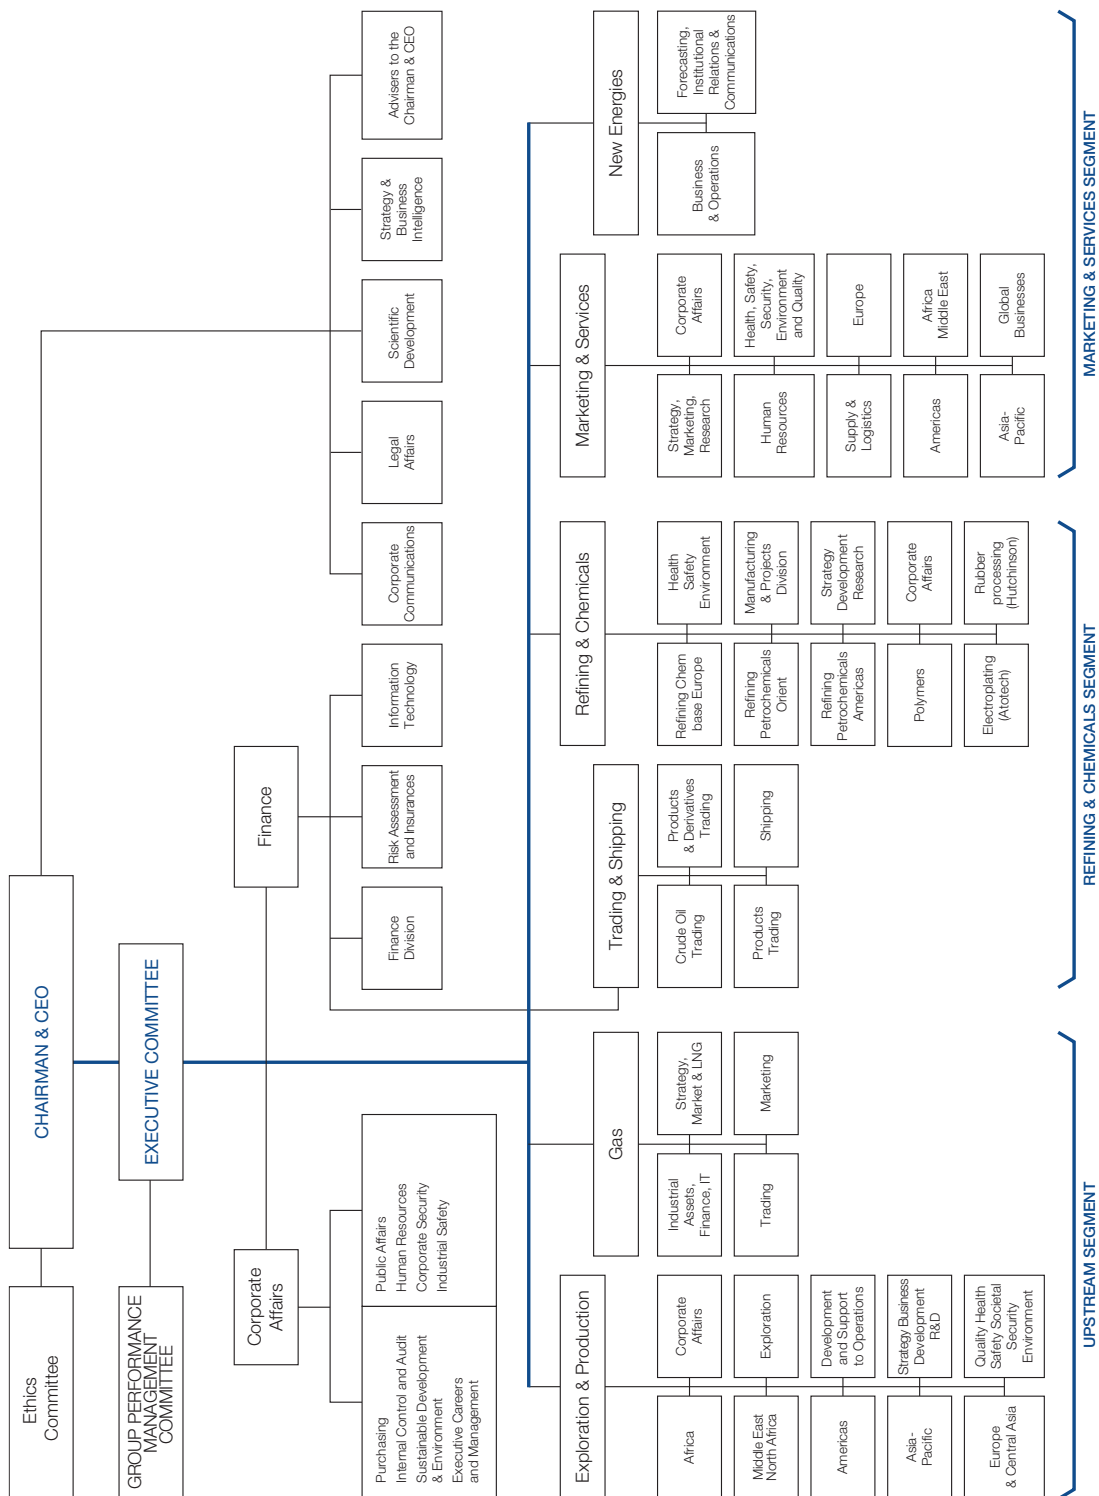 CHAIRMAN & CEO
Ethics
Committee
EXECUTIVE COMMITTEE
GROUP PERFORMANCE
MANAGEMENT
COMMITTEE
Corporate
Affairs
Finance
Purchasing
Internal Control and Audit
Sustainable Development
& Environment
Executive Careers
and Management
Public Affairs
Human Resources
Corporate Security
Industrial Safety
Finance
Division
Risk Assessment
and Insurances
Information
Technology
Corporate
Communications
Legal
Affairs
Scientific
Development
Strategy &
Business
Intelligence
Advisers to the
Chairman & CEO
Exploration & Production
Africa
Corporate
Affairs
Middle East
North Africa
Exploration
Americas
Development
and Support
to Operations
Asia-
Pacific
Strategy Business
Development
R&D
Europe
& Central Asia
Quality Health
Safety Societal
Security
Environment
Gas
Industrial
Assets,
Finance, IT
Strategy,
Market & LNG
Trading
Marketing
Trading & Shipping
Crude Oil
Trading
Products
& Derivatives
Trading
Products
Trading
Shipping
Refining & Chemicals
Refining Chem
base Europe
Health
Safety
Environment
Refining
Petrochemicals
Orient
Manufacturing
& Projects
Division
Refining
Petrochemicals
Americas
Strategy
Development
Research
Polymers
Corporate
Affairs
Electroplating
(Atotech)
Rubber
processing
(Hutchinson)
Marketing & Services
Strategy,
Marketing,
Research
Corporate
Affairs
Human
Resources
Health, Safety,
Security,
Environment
and Quality
Supply &
Logistics
Europe
Americas
Africa
Middle East
Asia-
Pacific
Global
Businesses
New Energies
Business
& Operations
Forecasting,
Institutional
Relations &
Communications
UPSTREAM SEGMENT
REFINING & CHEMICALS SEGMENT
MARKETING & SERVICES SEGMENT